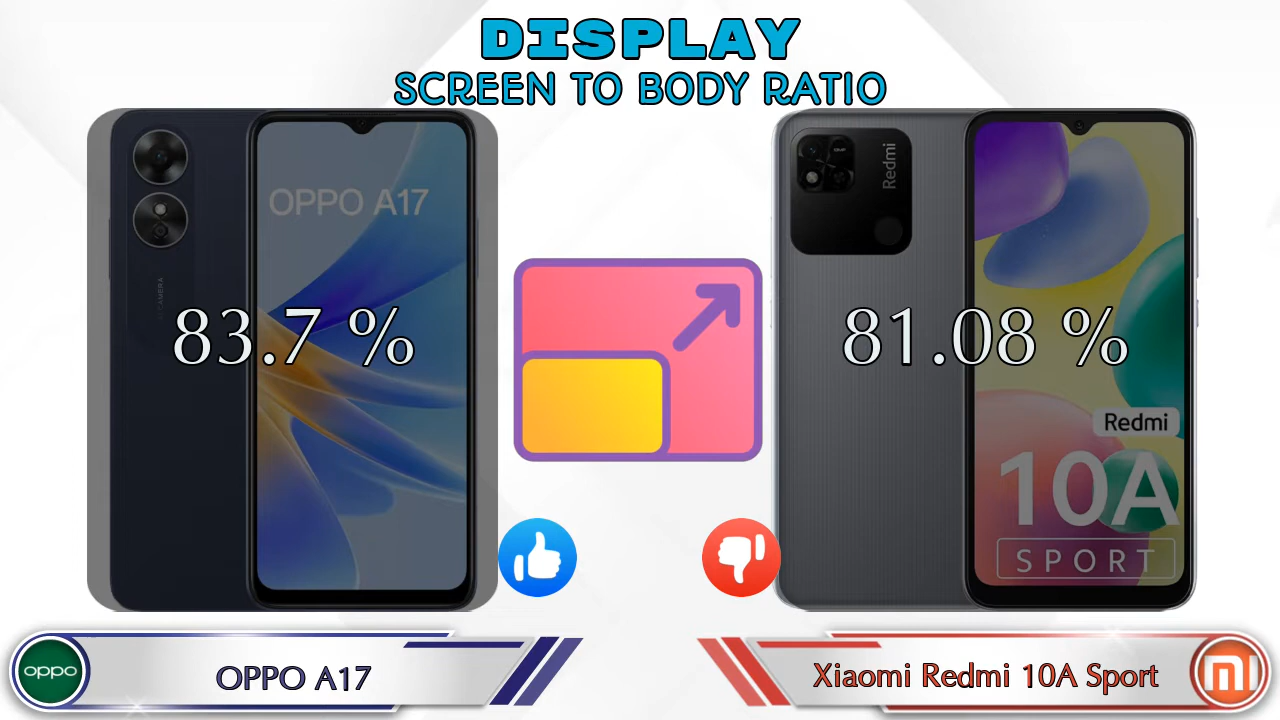 DISPLAY
SCREEN TO BODY RATIO
OPPO A17
Redmi
83.7 %
81.08 %
Redmi
10A
SPORT
oppo
OPPO A17
Xiaomi Redmi 10A Sport
mi